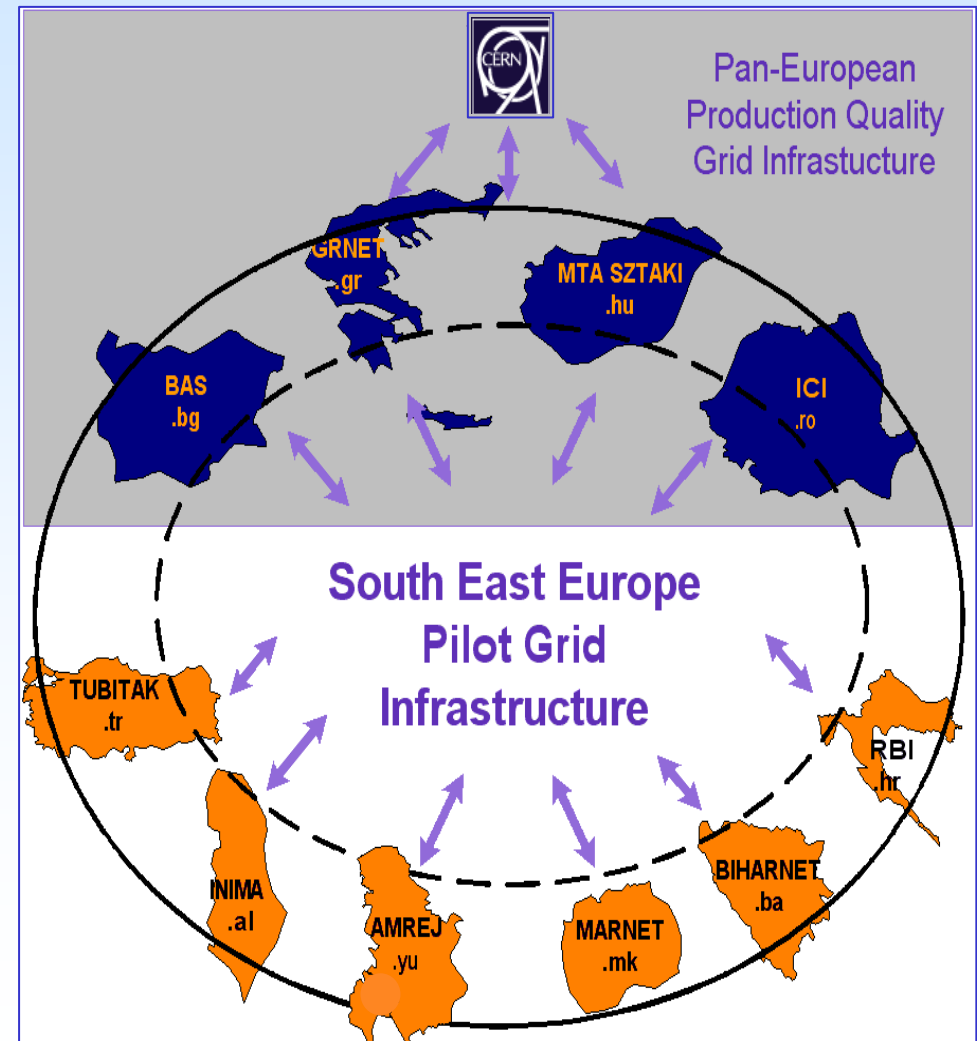 CERN
Pan-European
Production Quality
Grid Infrastucture
GRNET
.gr
MTA SZTAKI
.hu
BAS
.bg
ICI
.ro
South East Europe
Pilot Grid
Infrastructure
TUBITAK
.tr
RBI
.hr
INIMA
.al
AMREJ
.yu
MARNET
.mk
BIHARNET
.ba